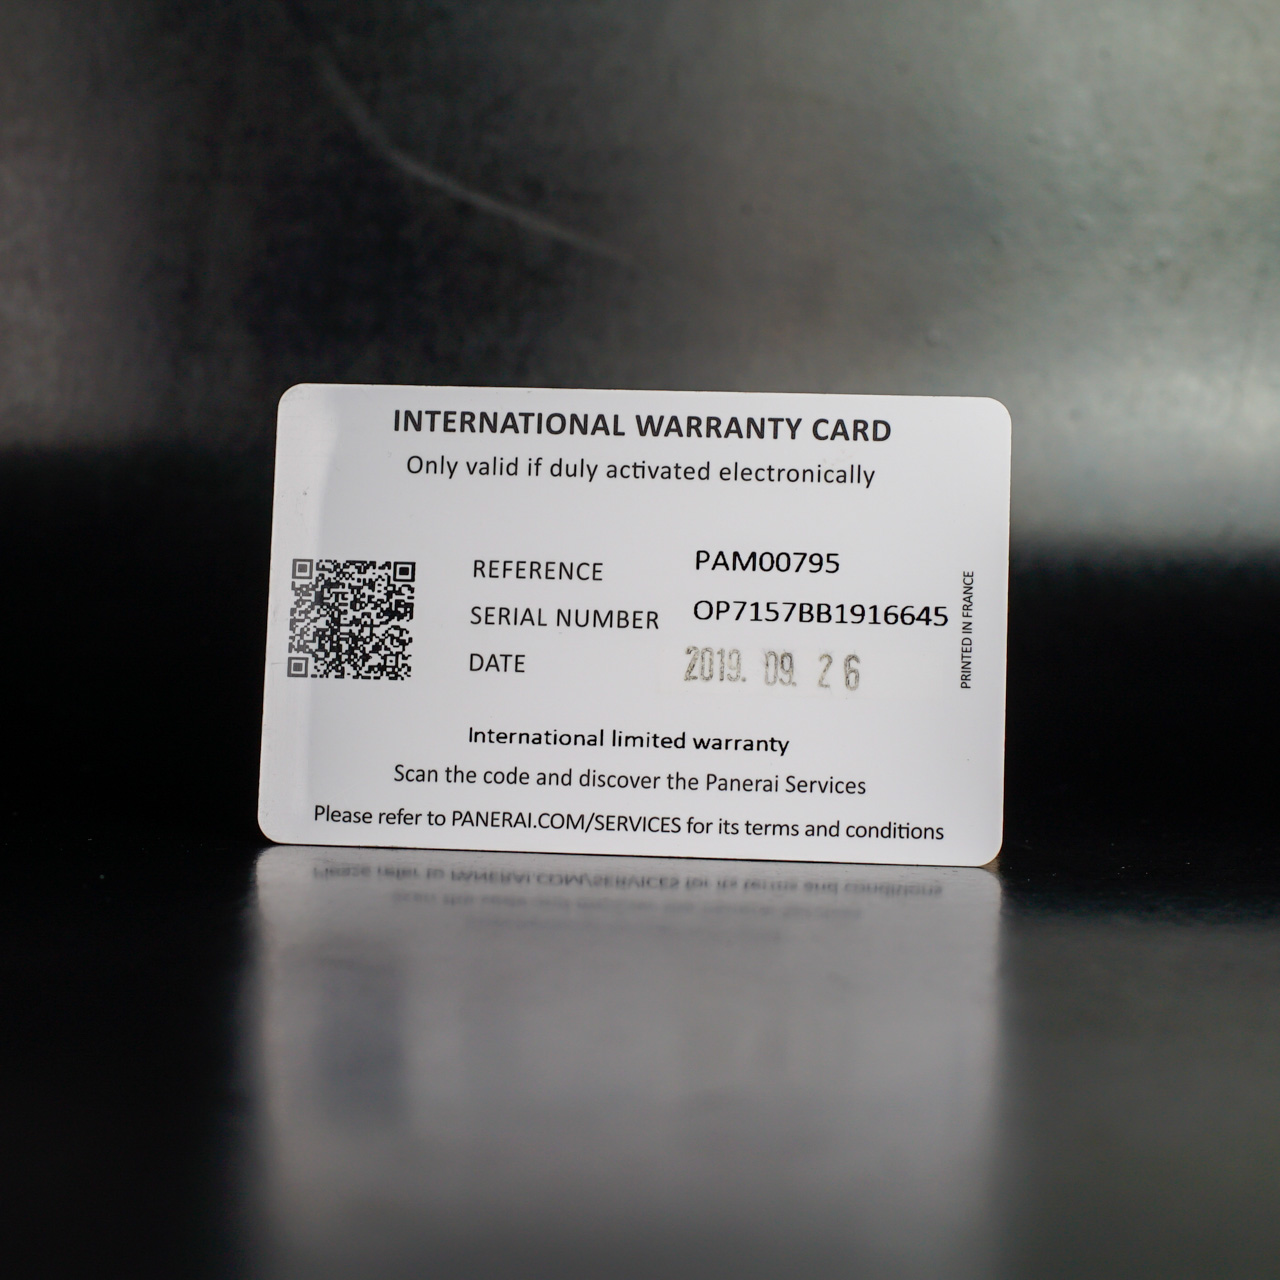 INTERNATIONAL WARRANTY CARD
Only valid if duly activated electronically
REFERENCE PAM00795
SERIAL NUMBER OP7157BB1916645
DATE 2019. 09. 26
PRINTED IN FRANCE
International limited warranty
Scan the code and discover the Panerai Services
Please refer to PANERAI.COM/SERVICES for its terms and conditions